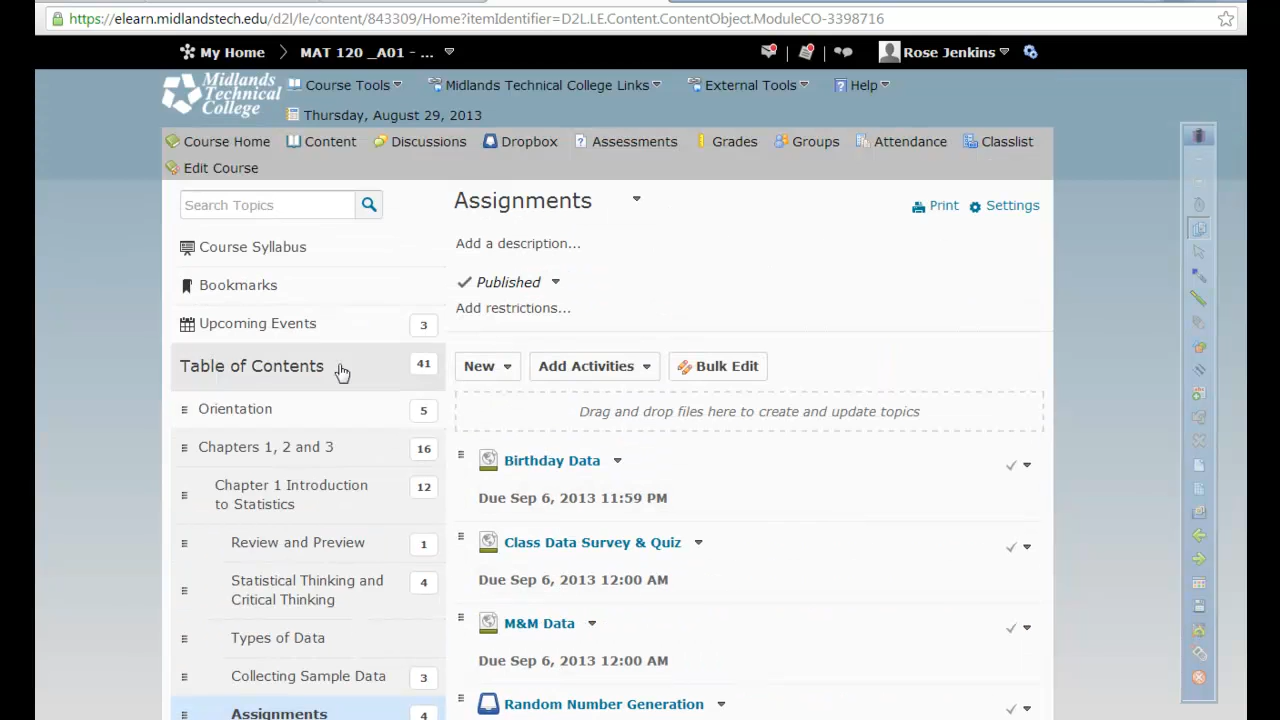 https://elearn.midlandstech.edu/d2l/le/content/843309/Home?itemIdentifier=D2L.LE.Content.ContentObject.ModuleCO-3398716
My Home MAT 120 _A01 - ... Rose Jenkins
Midlands Technical College
Course Tools Midlands Technical College Links External Tools Help
Thursday, August 29, 2013
Course Home Content Discussions Dropbox Assessments Grades Groups Attendance Classlist
Edit Course
Search Topics
Course Syllabus
Bookmarks
Upcoming Events 3
Table of Contents 41
Orientation 5
Chapters 1, 2 and 3 16
Chapter 1 Introduction 12
to Statistics
Review and Preview 1
Statistical Thinking and 4
Critical Thinking
Types of Data
Collecting Sample Data 3
Assignments 4
Assignments
Print Settings
Add a description...
Published
Add restrictions...
New Add Activities Bulk Edit
Drag and drop files here to create and update topics
Birthday Data
Due Sep 6, 2013 11:59 PM
Class Data Survey & Quiz
Due Sep 6, 2013 12:00 AM
M&M Data
Due Sep 6, 2013 12:00 AM
Random Number Generation